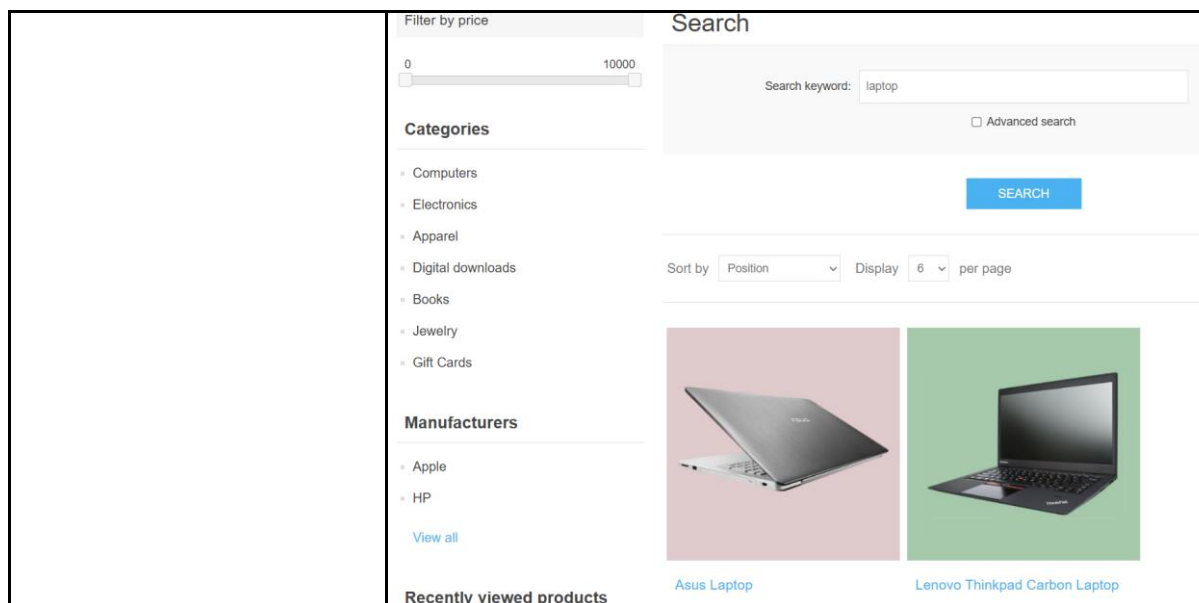 Filter by price
0 10000
Categories
Computers
Electronics
Apparel
Digital downloads
Books
Jewelry
Gift Cards
Manufacturers
Apple
HP
View all
Recently viewed products
Search
Search keyword: laptop
Advanced search
SEARCH
Sort by Position Display 6 per page
ThinkPad
Asus Laptop
Lenovo Thinkpad Carbon Laptop